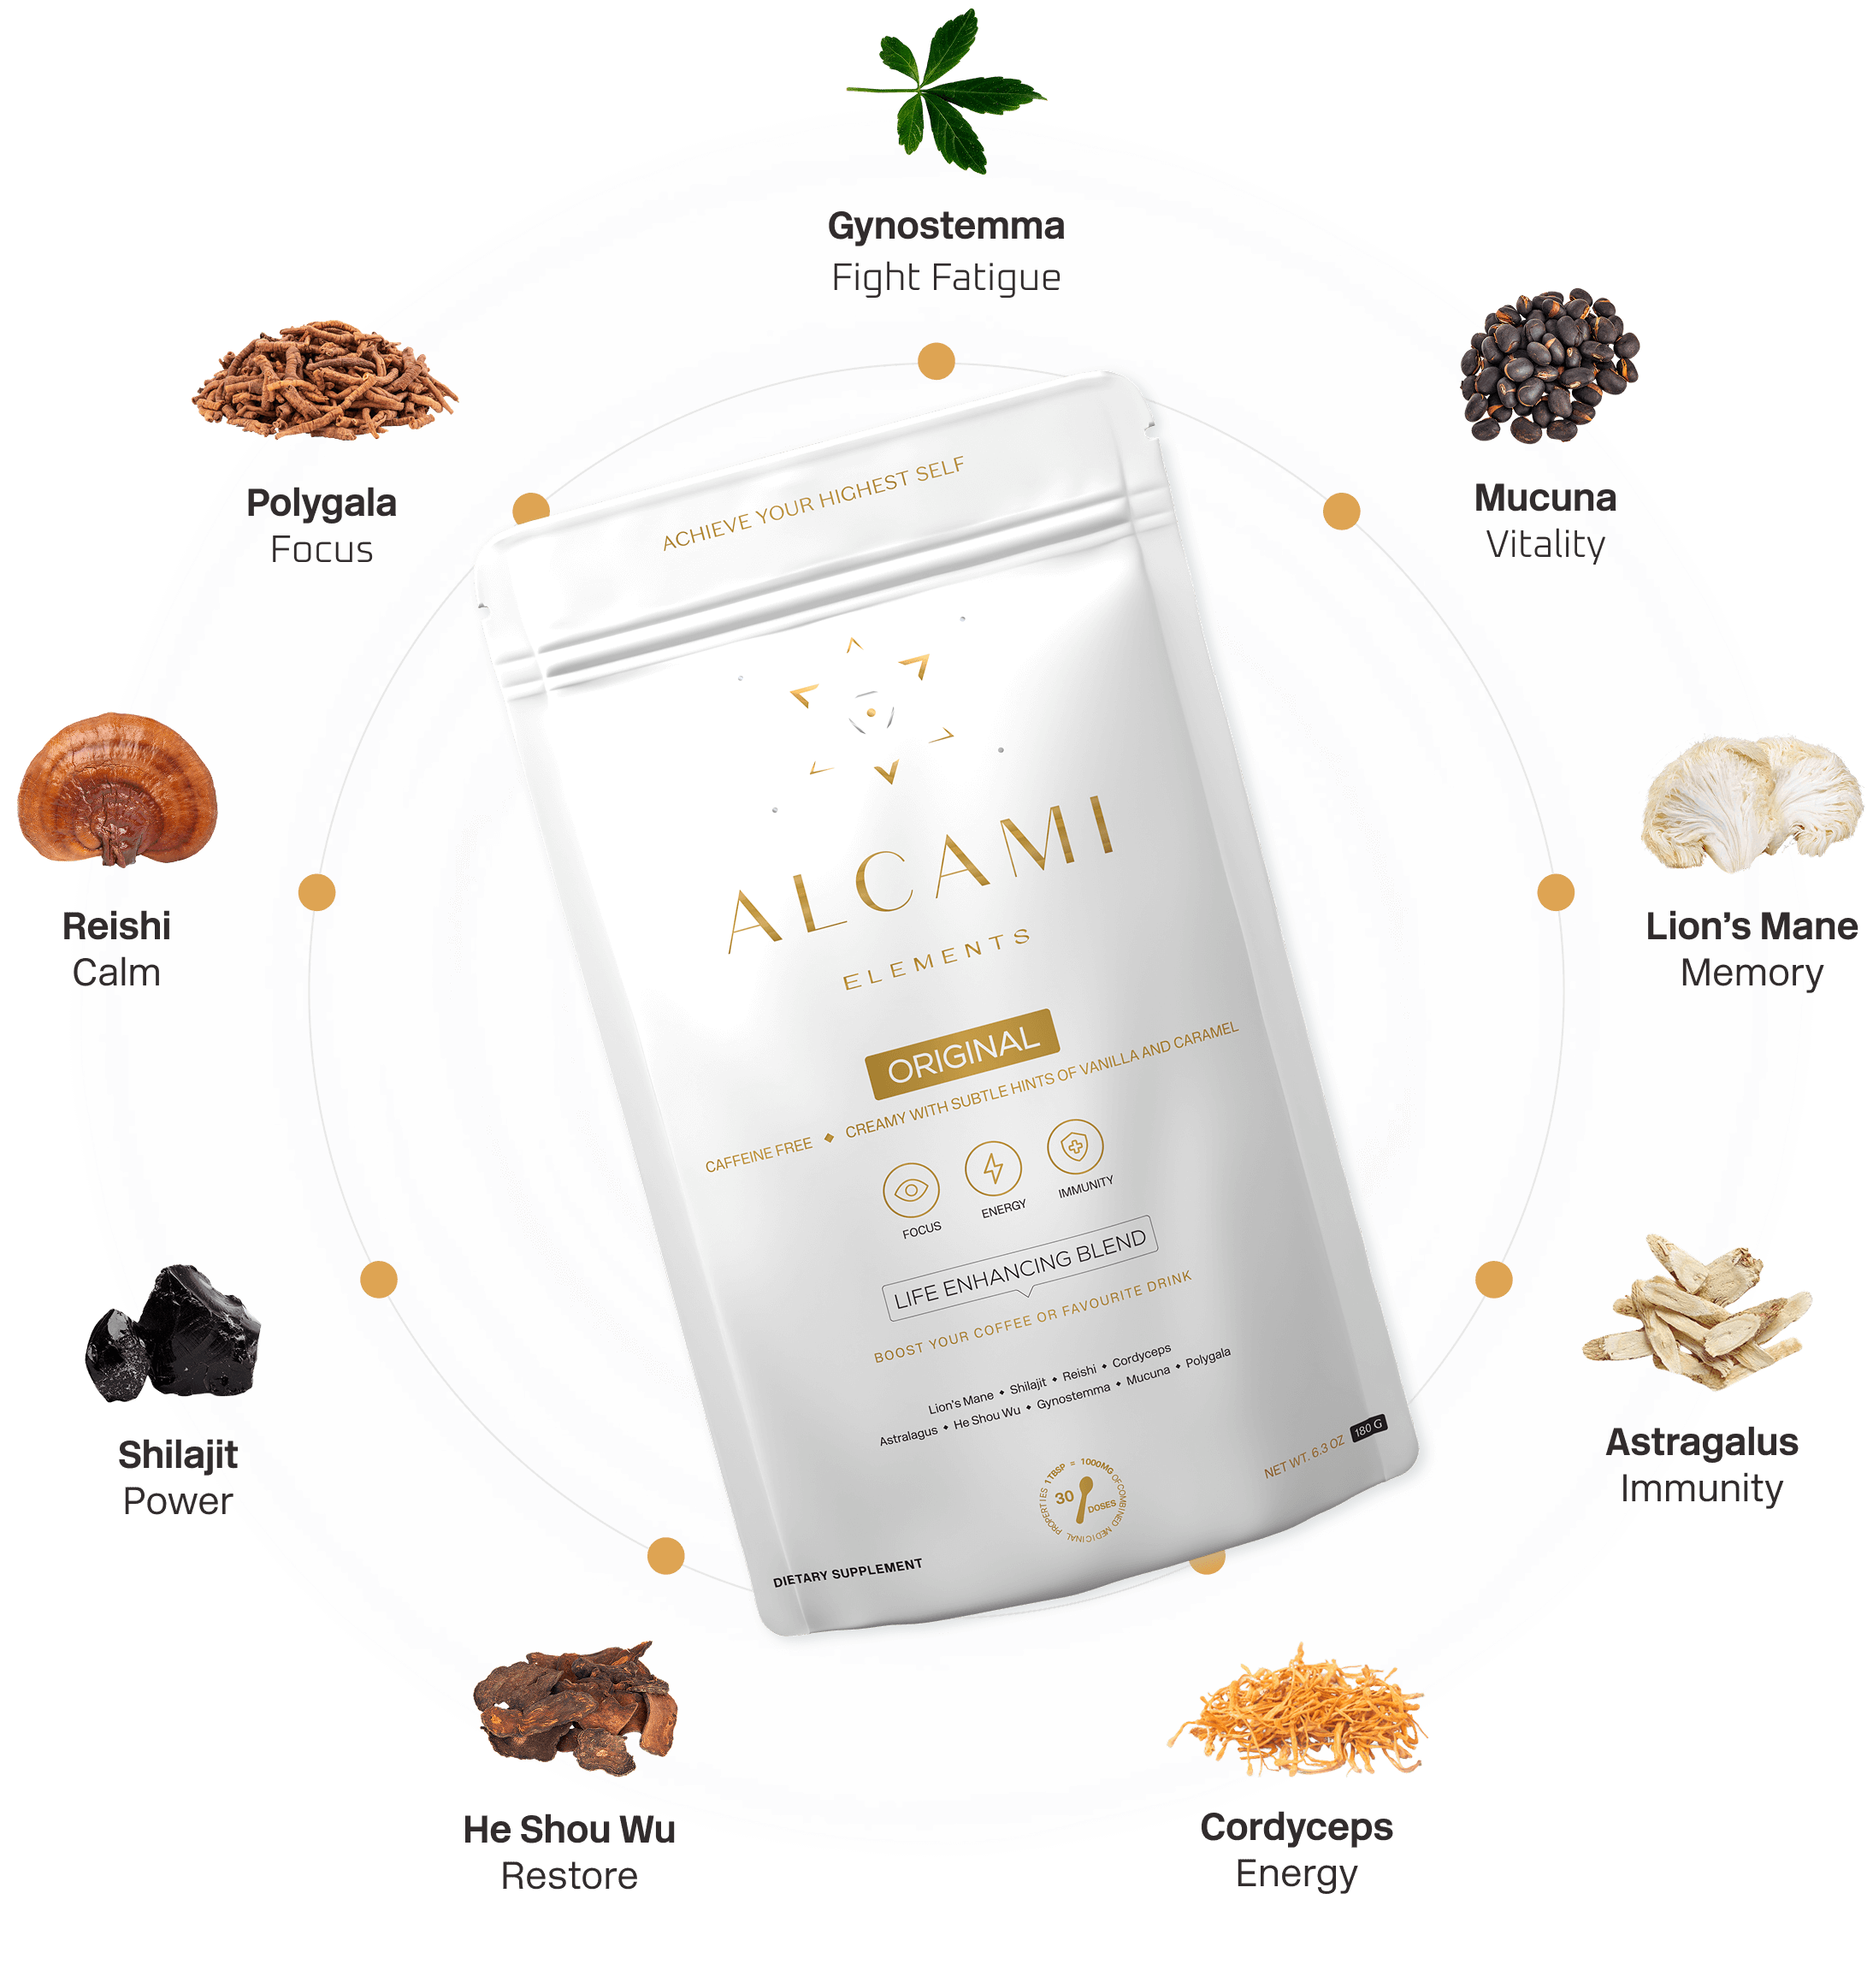 Gynostemma
Fight Fatigue
Polygala
Focus
Mucuna
Vitality
Reishi
Calm
Lion's Mane
Memory
Shilajit
Power
Astragalus
Immunity
He Shou Wu
Restore
Cordyceps
Energy
ACHIEVE YOUR HIGHEST SELF
ALCAMI
ELEMENTS
ORIGINAL
CAFFEINE FREE ◆ CREAMY WITH SUBTLE HINTS OF VANILLA AND CARAMEL
FOCUS
ENERGY
IMMUNITY
LIFE ENHANCING BLEND
BOOST YOUR COFFEE OR FAVOURITE DRINK
Lion's Mane ◆ Shilajit ◆ Reishi ◆ Cordyceps
Astralagus ◆ He Shou Wu ◆ Gynostemma ◆ Mucuna ◆ Polygala
1 TBSP = 1000MG OF COMBINED MEDICINAL PROPERTIES
30
DOSES
NET WT. 6.3 OZ 180 G
DIETARY SUPPLEMENT